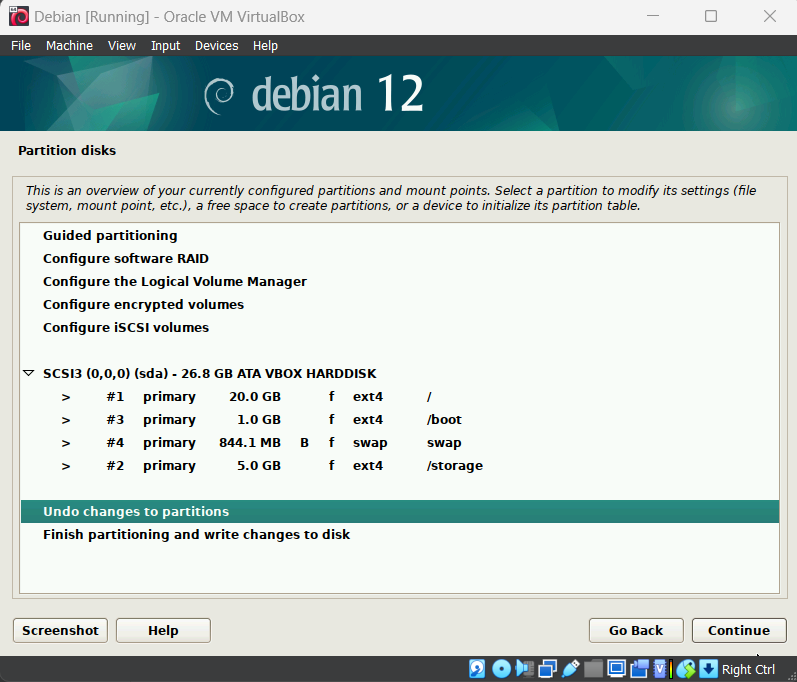 Debian [Running] - Oracle VM VirtualBox
File Machine View Input Devices Help
debian 12
Partition disks
This is an overview of your currently configured partitions and mount points. Select a partition to modify its settings (file
system, mount point, etc.), a free space to create partitions, or a device to initialize its partition table.
Guided partitioning
Configure software RAID
Configure the Logical Volume Manager
Configure encrypted volumes
Configure iSCSI volumes
SCSI3 (0,0,0) (sda) - 26.8 GB ATA VBOX HARDDISK
> #1 primary 20.0 GB f ext4 /
> #3 primary 1.0 GB f ext4 /boot
> #4 primary 844.1 MB B f swap swap
> #2 primary 5.0 GB f ext4 /storage
Undo changes to partitions
Finish partitioning and write changes to disk
Screenshot Help Go Back Continue
Right Ctrl